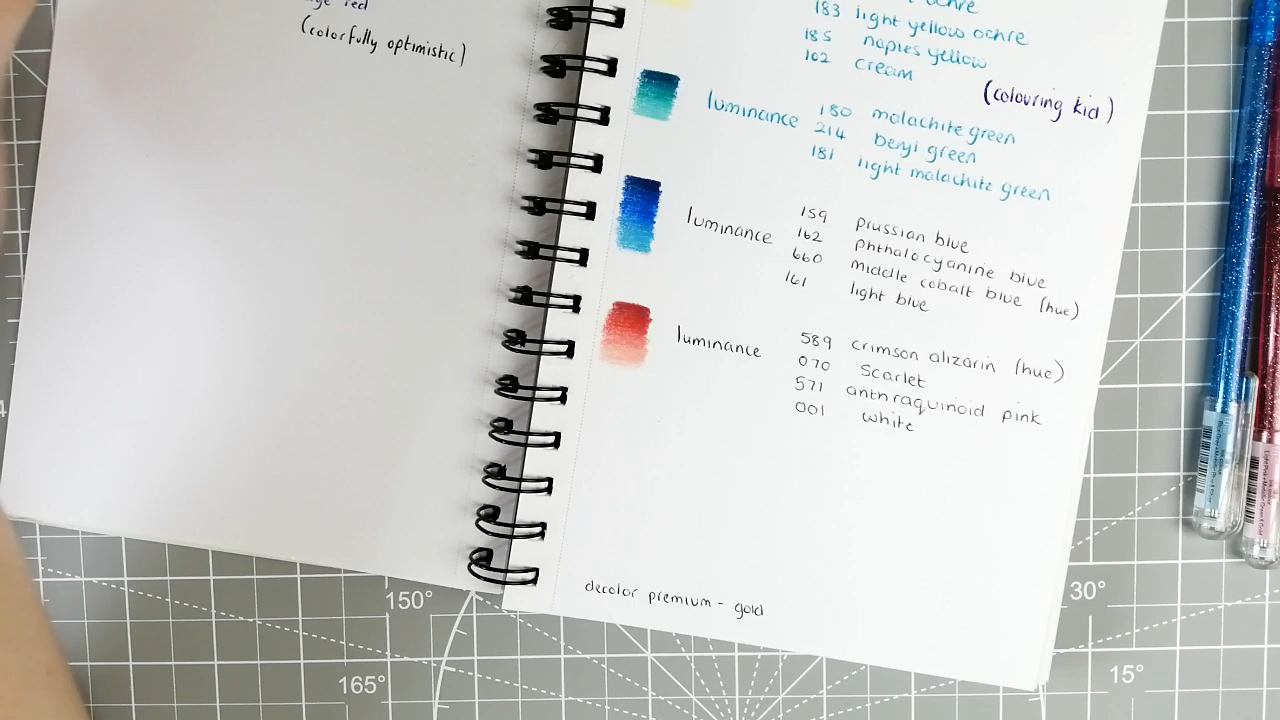 red
(colorfully optimistic)
ochre
183 light yellow ochre
185 naples yellow
102 cream
(colouring kid)
luminance 180 malachite green
214 beryl green
181 light malachite green
luminance 159 prussian blue
162 phthalocyanine blue
660 middle cobalt blue (hue)
161 light blue
luminance 589 crimson alizarin (hue)
070 scarlet
571 anthraquinoid pink
001 white
decolor premium - gold
150°
165°
30°
15°